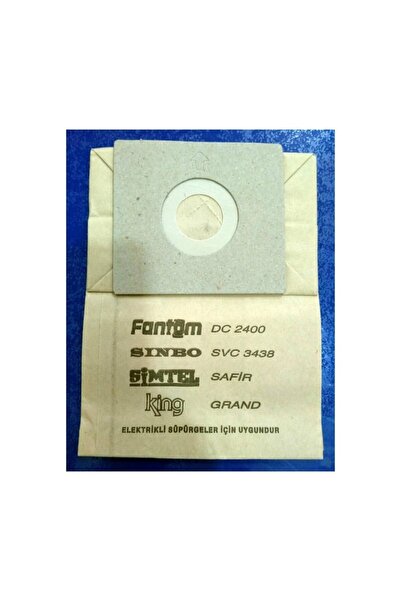 Fantom DC 2400
SINBO SVC 3438
SİMTEL SAFİR
king GRAND
ELEKTRİKLİ SÜPÜRGELER İÇİN UYGUNDUR